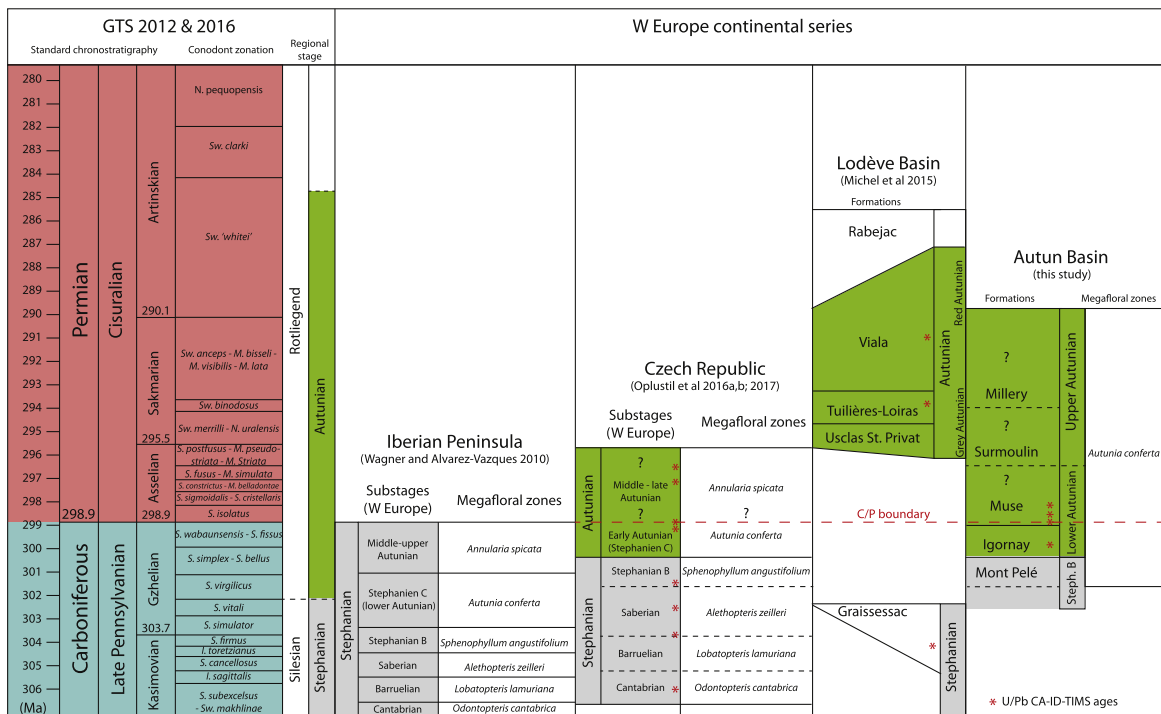 GTS 2012 & 2016
W Europe continental series
Standard chronostratigraphy
Conodont zonation
Regional
stage
280
281
282
283
284
285
286
287
288
289
290
291
292
293
294
295
296
297
298
299
300
301
302
303
304
305
306
(Ma)
Permian
298.9
Carboniferous
Cisuralian
Late Pennsylvanian
Artinskian
290.1
Sakmarian
295.5
Asselian
298.9
Gzhelian
303.7
Kasimovian
N. pequopensis
Sw. clarki
Sw. 'whitei'
Sw. anceps - M. bisseli -
M. visibilis - M. lata
Sw. binodosus
Sw. merrilli - N. uralensis
S. postfusus - M. pseudo-
striata - M. Striata
S. fusus - M. simulata
S. constrictus - M. belladontae
S. sigmoidalis - S. cristellaris
S. isolatus
S. wabaunsensis - S. fissus
S. simplex - S. bellus
S. virgilicus
S. vitali
S. simulator
S. firmus
I. toretzianus
S. cancellosus
I. sagittalis
S. subexcelsus
- Sw. makhlinae
Rotliegend
Silesian
Autunian
Stephanian
Iberian Peninsula
(Wagner and Alvarez-Vazques 2010)
Substages
(W Europe)
Megafloral zones
Stephanian
Middle-upper
Autunian
Annularia spicata
Stephanien C
(lower Autunian)
Autunia conferta
Stephanian B
Sphenophyllum angustifolium
Saberian
Alethopteris zeilleri
Barruelian
Lobatopteris lamuriana
Cantabrian
Odontopteris cantabrica
Czech Republic
(Oplustil et al 2016a,b; 2017)
Substages
(W Europe)
Megafloral zones
Autunian
Stephanian
?
*
*
Middle - late
Autunian
Annularia spicata
?
?
*
*
Early Autunian
(Stephanien C)
Autunia conferta
Stephanian B
Sphenophyllum angustifolium
*
Saberian
*
Alethopteris zeilleri
*
Barruelian
Lobatopteris lamuriana
Cantabrian
*
Odontopteris cantabrica
Lodève Basin
(Michel et al 2015)
Formations
Rabejac
Viala
*
Tuilières-Loiras
*
Usclas St. Privat
Autunian
Red Autunian
Grey Autunian
C/P boundary
Graissessac
*
Stephanian
Autun Basin
(this study)
Formations
Megafloral zones
?
Millery
?
Surmoulin
?
Muse
*
*
*
Igornay
*
Mont Pelé
Upper Autunian
Lower Autunian
Steph. B
Autunia conferta
* U/Pb CA-ID-TIMS ages